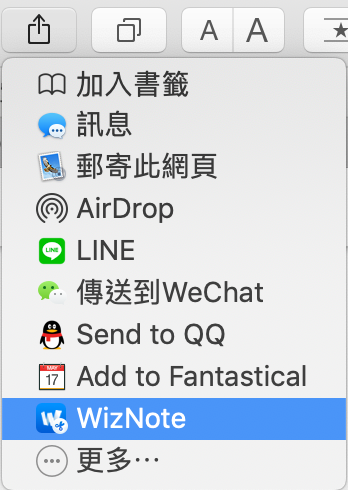 A A
加入書籤
訊息
郵寄此網頁
AirDrop
LINE
LINE
傳送到WeChat
Send to QQ
MAY
17
Add to Fantastical
WizNote
更多⋯